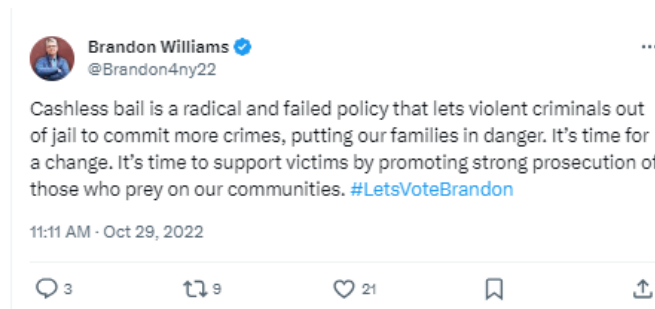 Brandon Williams
@Brandon4ny22
Cashless bail is a radical and failed policy that lets violent criminals out
of jail to commit more crimes, putting our families in danger. It’s time for
a change. It’s time to support victims by promoting strong prosecution of
those who prey on our communities. #LetsVoteBrandon
11:11 AM · Oct 29, 2022
3 9 21